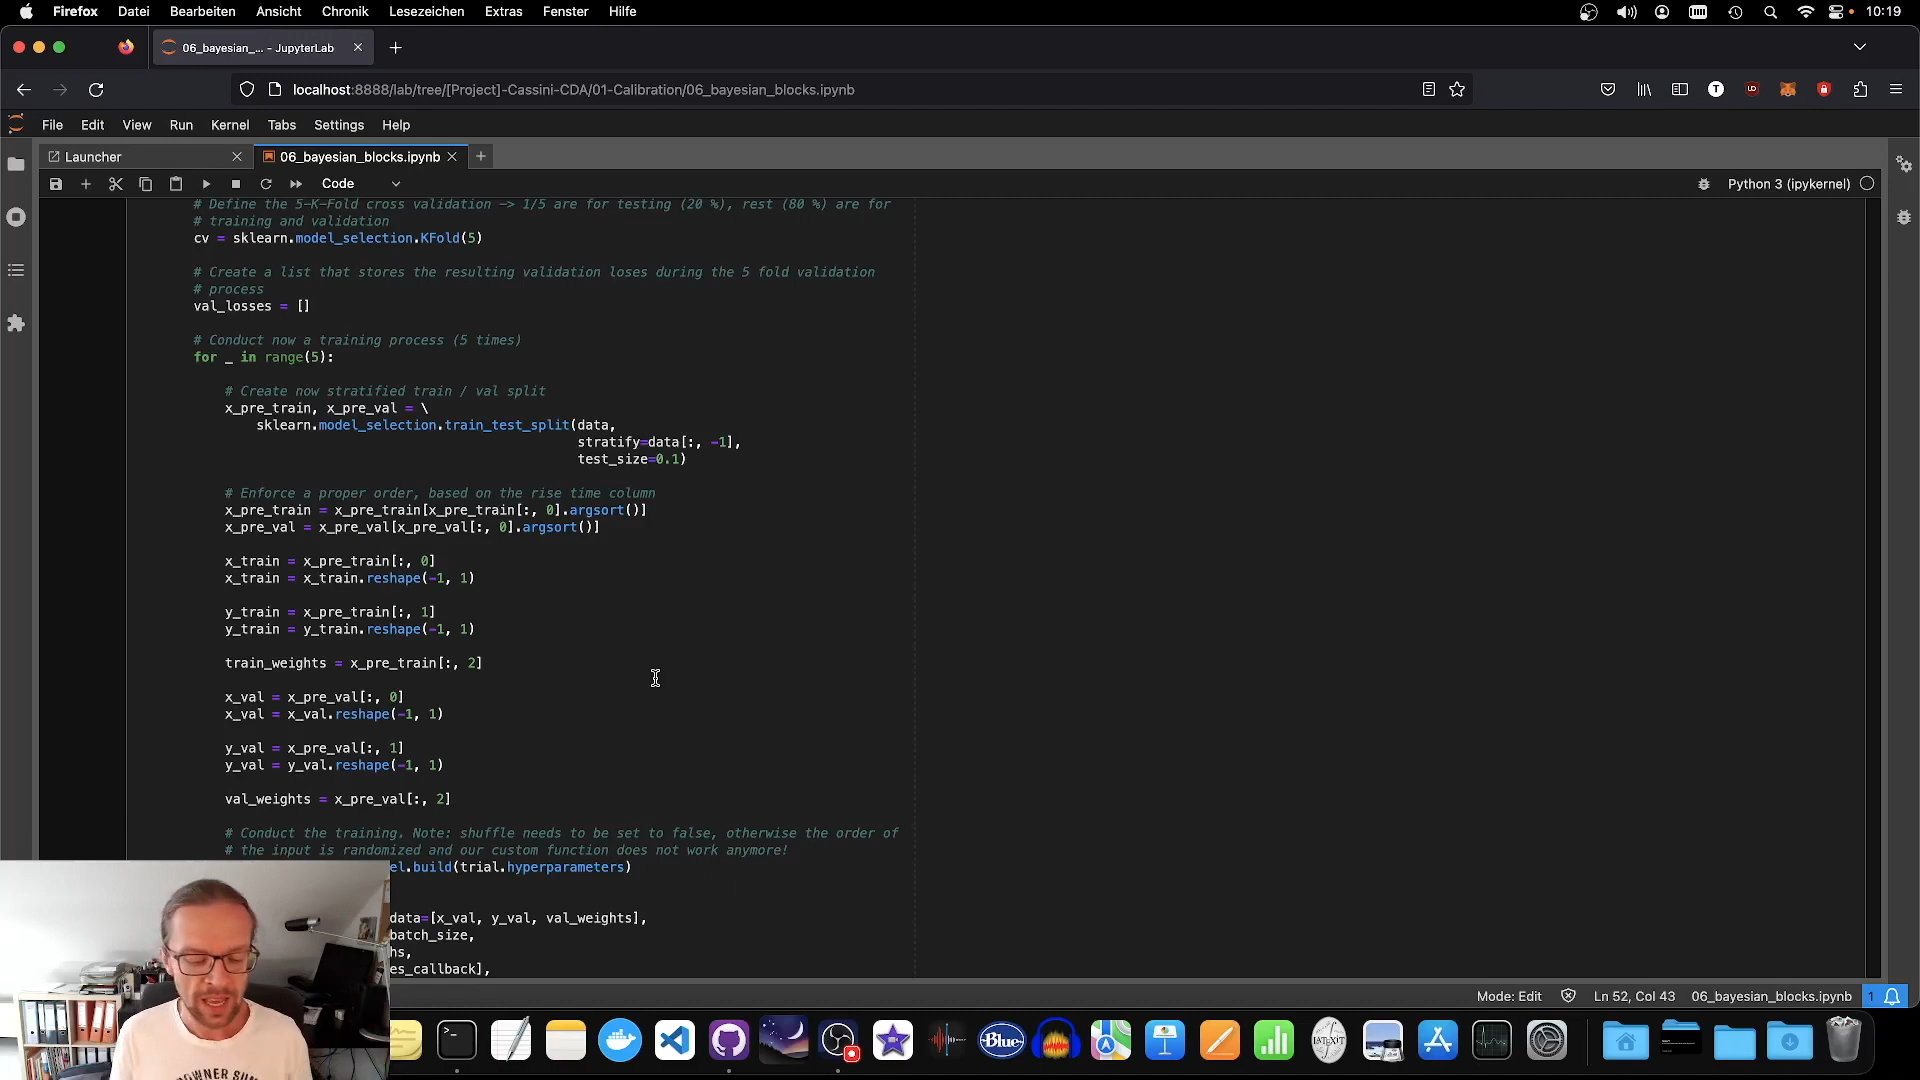 Firefox Datei Bearbeiten Ansicht Chronik Lesezeichen Extras Fenster Hilfe 10:19
06_bayesian_... - JupyterLab
localhost:8888/lab/tree/[Project]-Cassini-CDA/01-Calibration/06_bayesian_blocks.ipynb
File Edit View Run Kernel Tabs Settings Help
Launcher 06_bayesian_blocks.ipynb
Code Python 3 (ipykernel)
# Define the 5-K-Fold cross validation -> 1/5 are for testing (20 %), rest (80 %) are for
# training and validation
cv = sklearn.model_selection.KFold(5)
# Create a list that stores the resulting validation loses during the 5 fold validation
# process
val_losses = []
# Conduct now a training process (5 times)
for _ in range(5):
# Create now stratified train / val split
x_pre_train, x_pre_val = \
sklearn.model_selection.train_test_split(data,
stratify=data[:, -1],
test_size=0.1)
# Enforce a proper order, based on the rise time column
x_pre_train = x_pre_train[x_pre_train[:, 0].argsort()]
x_pre_val = x_pre_val[x_pre_val[:, 0].argsort()]
x_train = x_pre_train[:, 0]
x_train = x_train.reshape(-1, 1)
y_train = x_pre_train[:, 1]
y_train = y_train.reshape(-1, 1)
train_weights = x_pre_train[:, 2]
x_val = x_pre_val[:, 0]
x_val = x_val.reshape(-1, 1)
y_val = x_pre_val[:, 1]
y_val = y_val.reshape(-1, 1)
val_weights = x_pre_val[:, 2]
# Conduct the training. Note: shuffle needs to be set to false, otherwise the order of
# the input is randomized and our custom function does not work anymore!
el.build(trial.hyperparameters)
data=[x_val, y_val, val_weights],
batch_size,
hs,
es_callback],
Mode: Edit Ln 52, Col 43 06_bayesian_blocks.ipynb 1
Blue
LATEXIT
OWNER SUM